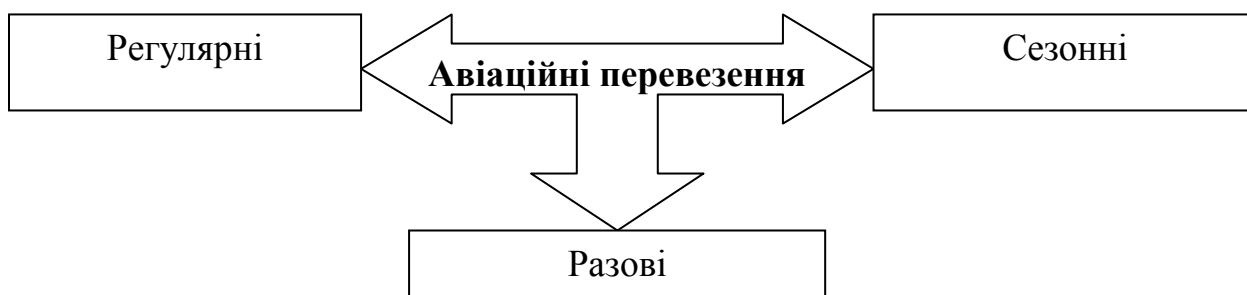 Регулярні
Авіаційні перевезення
Сезонні
Разові